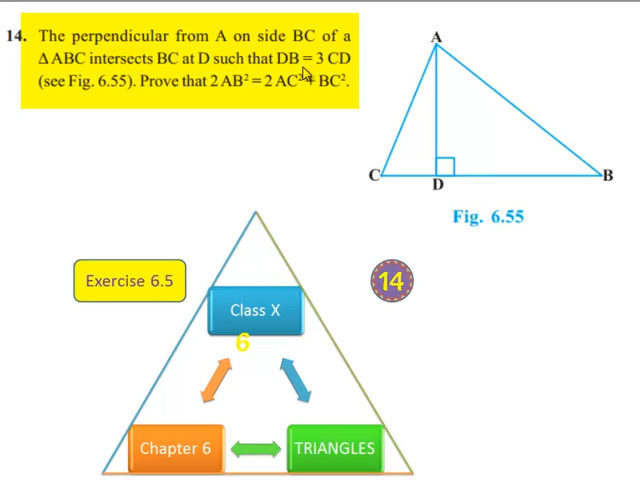 14. The perpendicular from A on side BC of a
Δ ABC intersects BC at D such that DB = 3 CD
(see Fig. 6.55). Prove that 2 AB² = 2 AC² + BC².
A
C
D
B
Fig. 6.55
Exercise 6.5
14
Class X
6
Chapter 6
TRIANGLES